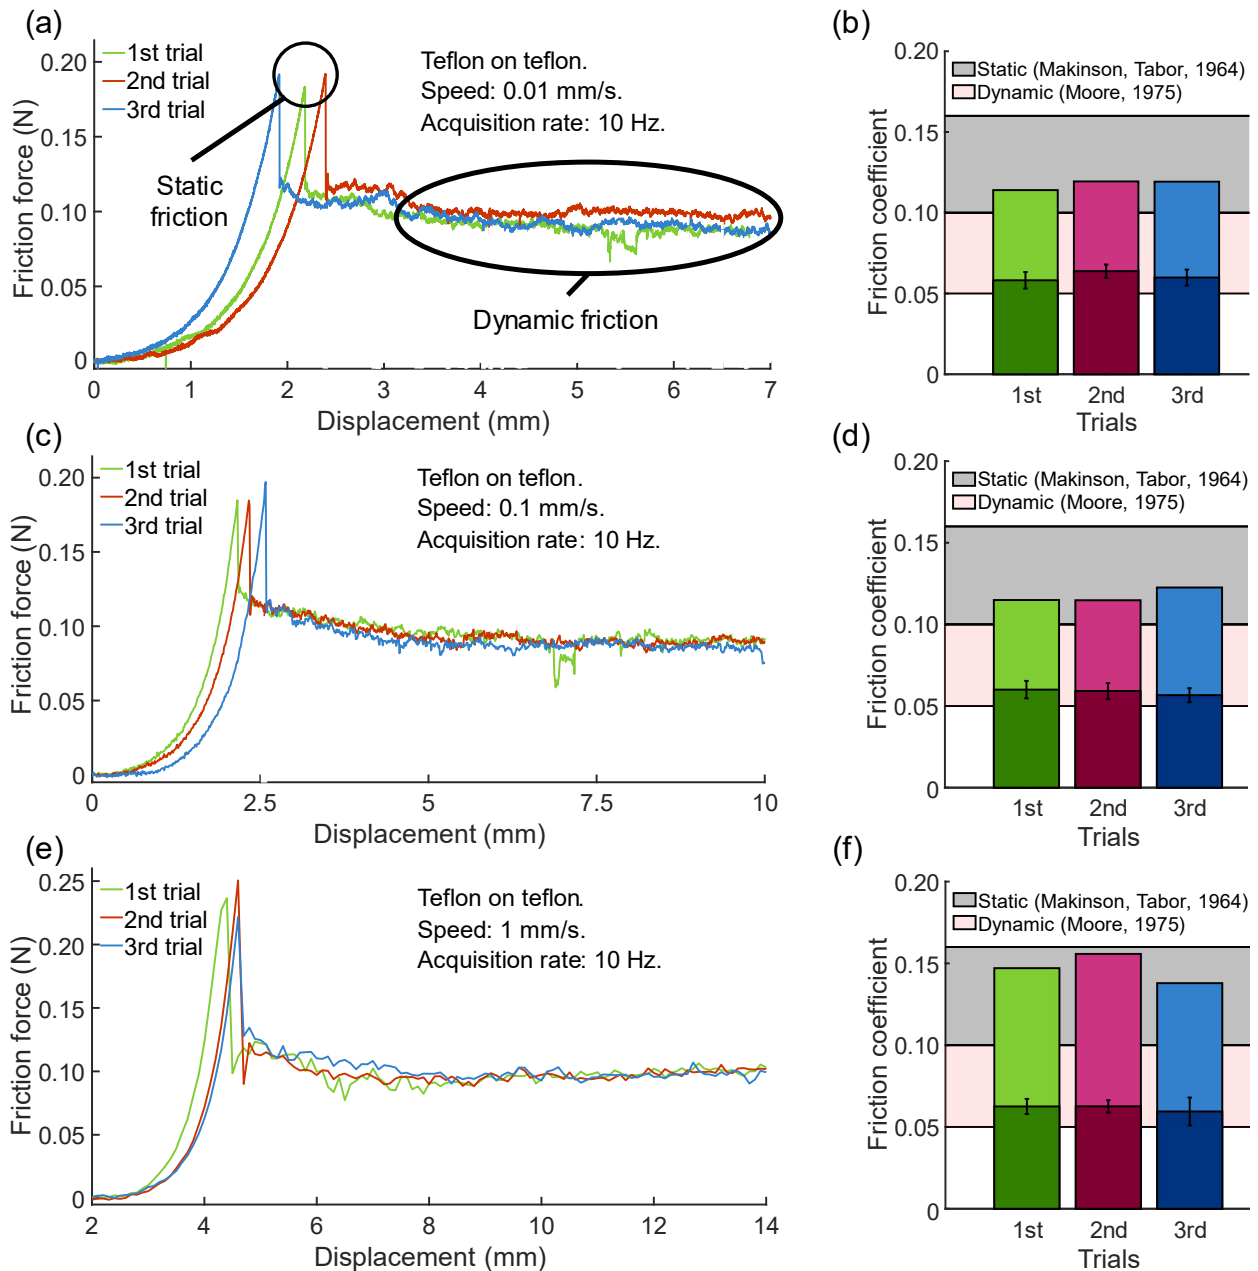 (a)
1st trial
2nd trial
3rd trial
Teflon on teflon.
Speed: 0.01 mm/s.
Acquisition rate: 10 Hz.
Static
friction
Dynamic friction
Friction force (N)
0.20
0.15
0.10
0.05
0
0 1 2 3 4 5 6 7
Displacement (mm)
(b)
Static (Makinson, Tabor, 1964)
Dynamic (Moore, 1975)
Friction coefficient
0.20
0.15
0.10
0.05
0
1st 2nd 3rd
Trials
(c)
1st trial
2nd trial
3rd trial
Teflon on teflon.
Speed: 0.1 mm/s.
Acquisition rate: 10 Hz.
Friction force (N)
0.20
0.15
0.10
0.05
0
0 2.5 5 7.5 10
Displacement (mm)
(d)
Static (Makinson, Tabor, 1964)
Dynamic (Moore, 1975)
Friction coefficient
0.20
0.15
0.10
0.05
0
1st 2nd 3rd
Trials
(e)
1st trial
2nd trial
3rd trial
Teflon on teflon.
Speed: 1 mm/s.
Acquisition rate: 10 Hz.
Friction force (N)
0.25
0.20
0.15
0.10
0.05
0
2 4 6 8 10 12 14
Displacement (mm)
(f)
Static (Makinson, Tabor, 1964)
Dynamic (Moore, 1975)
Friction coefficient
0.20
0.15
0.10
0.05
0
1st 2nd 3rd
Trials